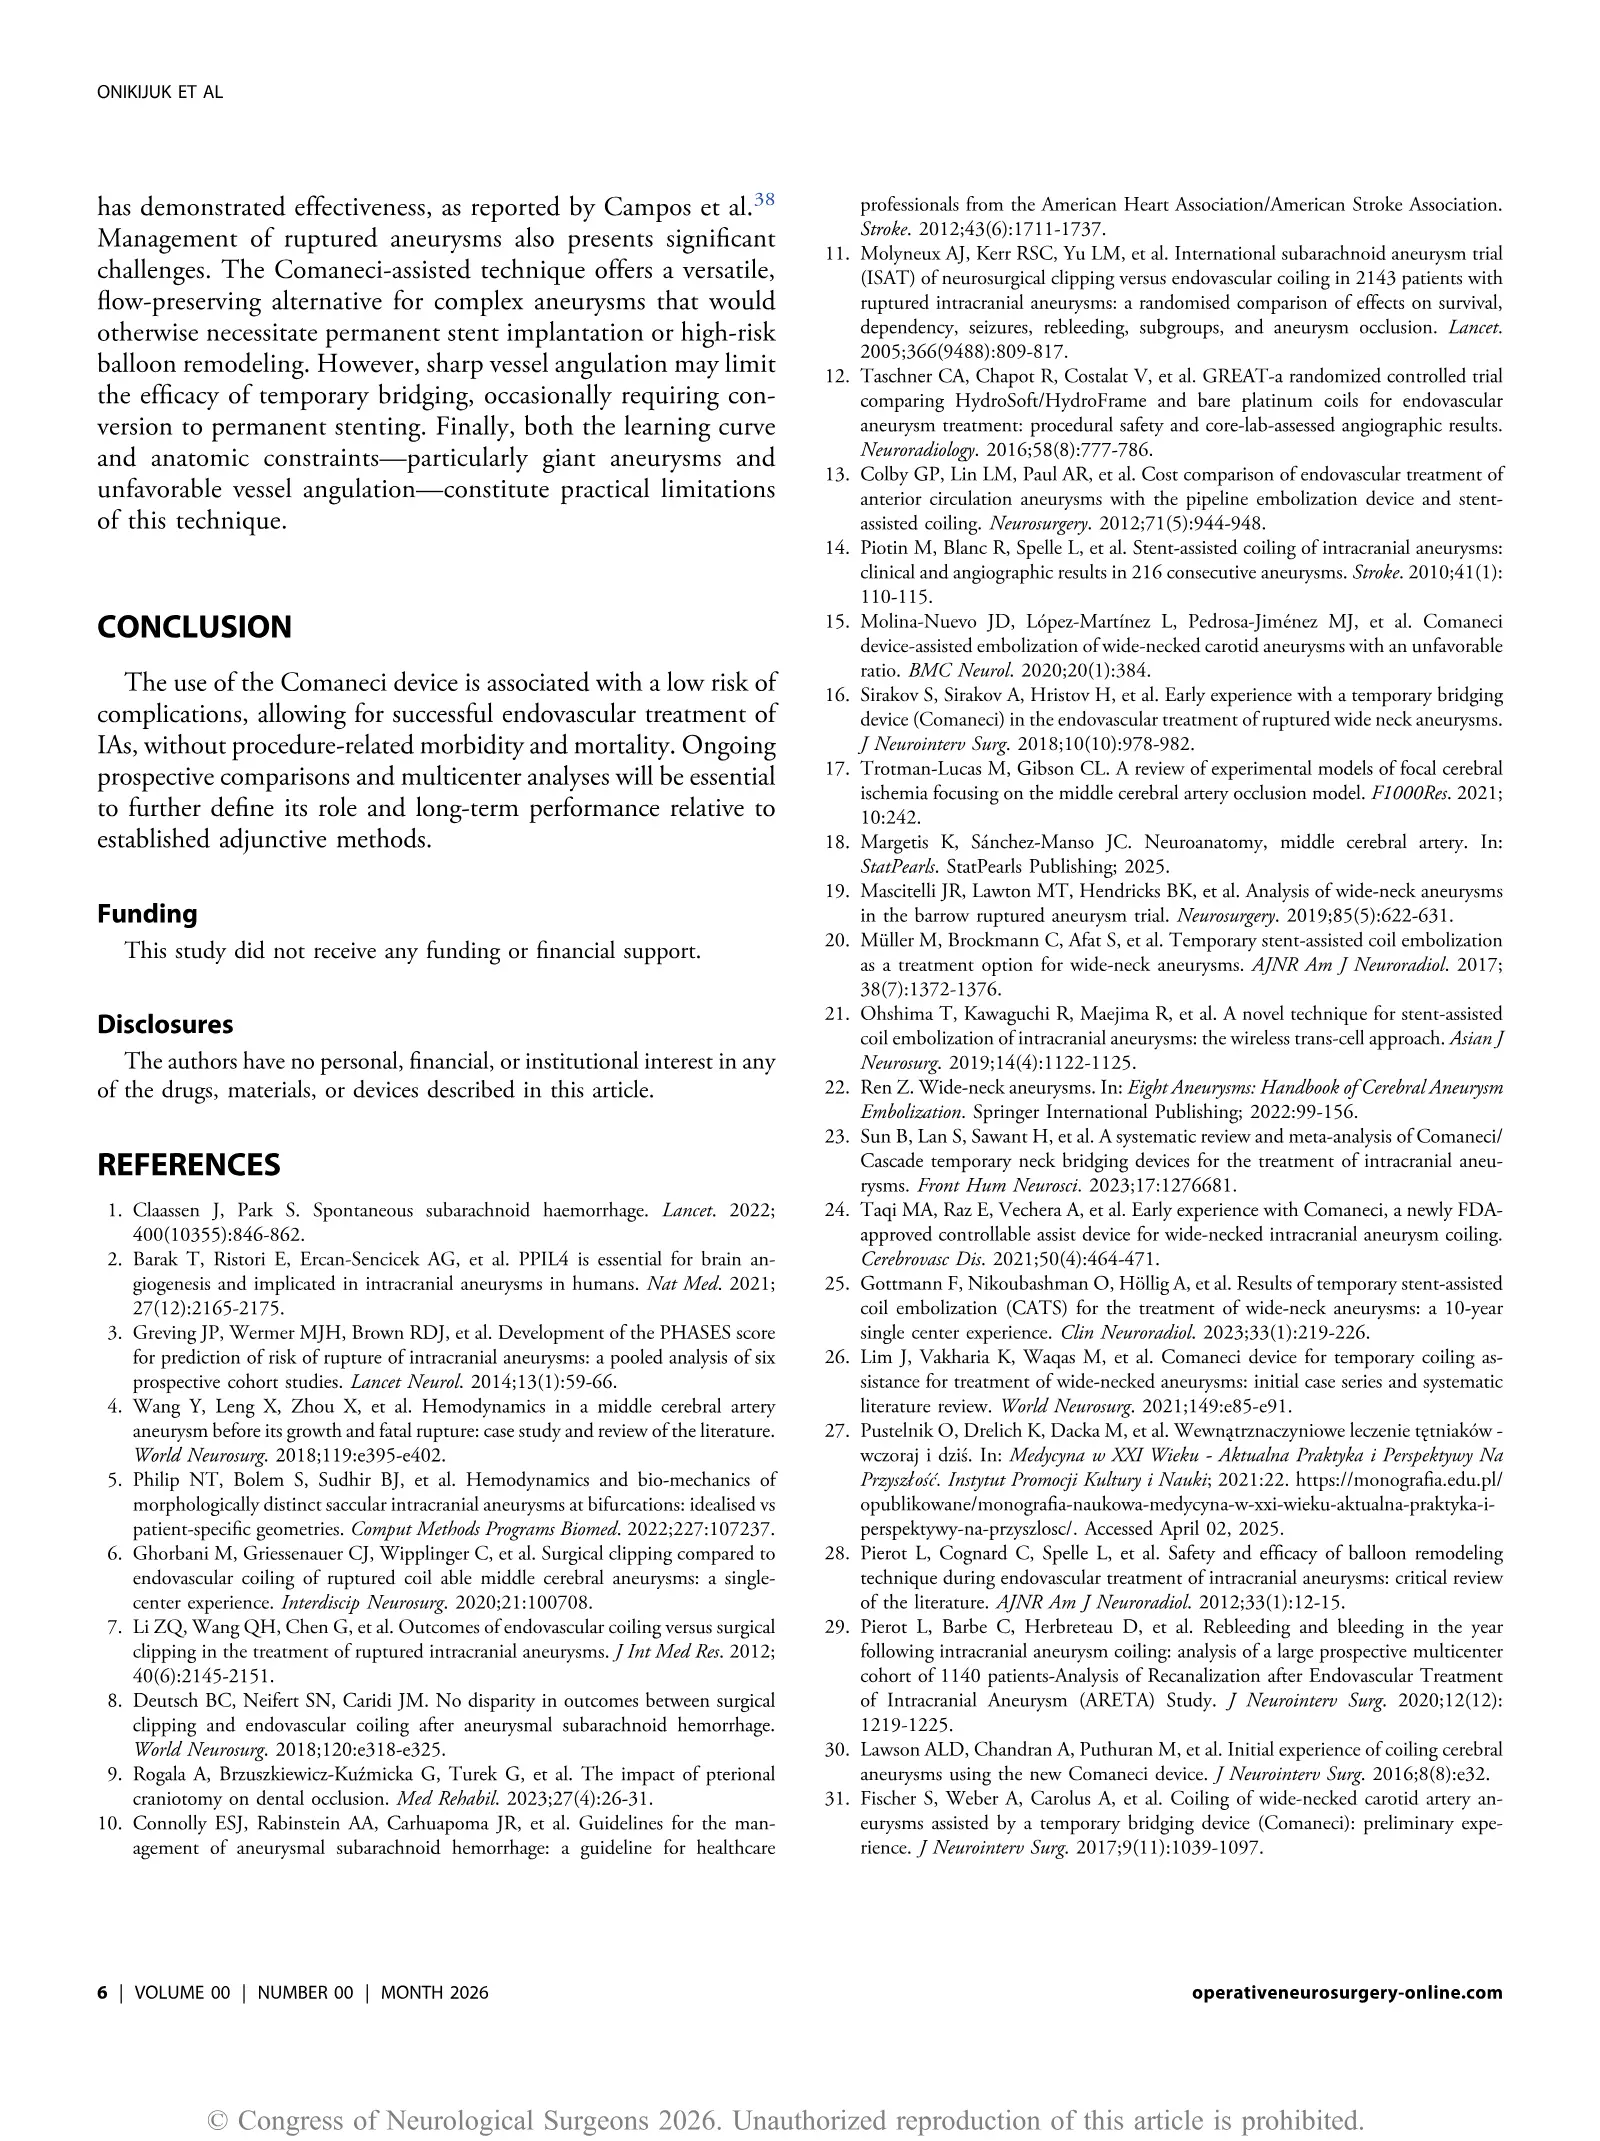 ONIKIJUK ET AL
has demonstrated effectiveness, as reported by Campos et al.38
Management of ruptured aneurysms also presents significant
challenges. The Comaneci-assisted technique offers a versatile,
flow-preserving alternative for complex aneurysms that would
otherwise necessitate permanent stent implantation or high-risk
balloon remodeling. However, sharp vessel angulation may limit
the efficacy of temporary bridging, occasionally requiring con-
version to permanent stenting. Finally, both the learning curve
and anatomic constraints—particularly giant aneurysms and
unfavorable vessel angulation—constitute practical limitations
of this technique.
CONCLUSION
The use of the Comaneci device is associated with a low risk of
complications, allowing for successful endovascular treatment of
IAs, without procedure-related morbidity and mortality. Ongoing
prospective comparisons and multicenter analyses will be essential
to further define its role and long-term performance relative to
established adjunctive methods.
Funding
This study did not receive any funding or financial support.
Disclosures
The authors have no personal, financial, or institutional interest in any
of the drugs, materials, or devices described in this article.
REFERENCES
1. Claassen J, Park S. Spontaneous subarachnoid haemorrhage. Lancet. 2022;
400(10355):846-862.
2. Barak T, Ristori E, Ercan-Sencicek AG, et al. PPIL4 is essential for brain an-
giogenesis and implicated in intracranial aneurysms in humans. Nat Med. 2021;
27(12):2165-2175.
3. Greving JP, Wermer MJH, Brown RDJ, et al. Development of the PHASES score
for prediction of risk of rupture of intracranial aneurysms: a pooled analysis of six
prospective cohort studies. Lancet Neurol. 2014;13(1):59-66.
4. Wang Y, Leng X, Zhou X, et al. Hemodynamics in a middle cerebral artery
aneurysm before its growth and fatal rupture: case study and review of the literature.
World Neurosurg. 2018;119:e395-e402.
5. Philip NT, Bolem S, Sudhir BJ, et al. Hemodynamics and bio-mechanics of
morphologically distinct saccular intracranial aneurysms at bifurcations: idealised vs
patient-specific geometries. Comput Methods Programs Biomed. 2022;227:107237.
6. Ghorbani M, Griessenauer CJ, Wipplinger C, et al. Surgical clipping compared to
endovascular coiling of ruptured coil able middle cerebral aneurysms: a single-
center experience. Interdiscip Neurosurg. 2020;21:100708.
7. Li ZQ, Wang QH, Chen G, et al. Outcomes of endovascular coiling versus surgical
clipping in the treatment of ruptured intracranial aneurysms. J Int Med Res. 2012;
40(6):2145-2151.
8. Deutsch BC, Neifert SN, Caridi JM. No disparity in outcomes between surgical
clipping and endovascular coiling after aneurysmal subarachnoid hemorrhage.
World Neurosurg. 2018;120:e318-e325.
9. Rogala A, Brzuszkiewicz-Kuźmicka G, Turek G, et al. The impact of pterional
craniotomy on dental occlusion. Med Rehabil. 2023;27(4):26-31.
10. Connolly ESJ, Rabinstein AA, Carhuapoma JR, et al. Guidelines for the man-
agement of aneurysmal subarachnoid hemorrhage: a guideline for healthcare
professionals from the American Heart Association/American Stroke Association.
Stroke. 2012;43(6):1711-1737.
11. Molyneux AJ, Kerr RSC, Yu LM, et al. International subarachnoid aneurysm trial
(ISAT) of neurosurgical clipping versus endovascular coiling in 2143 patients with
ruptured intracranial aneurysms: a randomised comparison of effects on survival,
dependency, seizures, rebleeding, subgroups, and aneurysm occlusion. Lancet.
2005;366(9488):809-817.
12. Taschner CA, Chapot R, Costalat V, et al. GREAT-a randomized controlled trial
comparing HydroSoft/HydroFrame and bare platinum coils for endovascular
aneurysm treatment: procedural safety and core-lab-assessed angiographic results.
Neuroradiology. 2016;58(8):777-786.
13. Colby GP, Lin LM, Paul AR, et al. Cost comparison of endovascular treatment of
anterior circulation aneurysms with the pipeline embolization device and stent-
assisted coiling. Neurosurgery. 2012;71(5):944-948.
14. Piotin M, Blanc R, Spelle L, et al. Stent-assisted coiling of intracranial aneurysms:
clinical and angiographic results in 216 consecutive aneurysms. Stroke. 2010;41(1):
110-115.
15. Molina-Nuevo JD, López-Martínez L, Pedrosa-Jiménez MJ, et al. Comaneci
device-assisted embolization of wide-necked carotid aneurysms with an unfavorable
ratio. BMC Neurol. 2020;20(1):384.
16. Sirakov S, Sirakov A, Hristov H, et al. Early experience with a temporary bridging
device (Comaneci) in the endovascular treatment of ruptured wide neck aneurysms.
J Neurointerv Surg. 2018;10(10):978-982.
17. Trotman-Lucas M, Gibson CL. A review of experimental models of focal cerebral
ischemia focusing on the middle cerebral artery occlusion model. F1000Res. 2021;
10:242.
18. Margetis K, Sánchez-Manso JC. Neuroanatomy, middle cerebral artery. In:
StatPearls. StatPearls Publishing; 2025.
19. Mascitelli JR, Lawton MT, Hendricks BK, et al. Analysis of wide-neck aneurysms
in the barrow ruptured aneurysm trial. Neurosurgery. 2019;85(5):622-631.
20. Müller M, Brockmann C, Afat S, et al. Temporary stent-assisted coil embolization
as a treatment option for wide-neck aneurysms. AJNR Am J Neuroradiol. 2017;
38(7):1372-1376.
21. Ohshima T, Kawaguchi R, Maejima R, et al. A novel technique for stent-assisted
coil embolization of intracranial aneurysms: the wireless trans-cell approach. Asian J
Neurosurg. 2019;14(4):1122-1125.
22. Ren Z. Wide-neck aneurysms. In: Eight Aneurysms: Handbook of Cerebral Aneurysm
Embolization. Springer International Publishing; 2022:99-156.
23. Sun B, Lan S, Sawant H, et al. A systematic review and meta-analysis of Comaneci/
Cascade temporary neck bridging devices for the treatment of intracranial aneu-
rysms. Front Hum Neurosci. 2023;17:1276681.
24. Taqi MA, Raz E, Vechera A, et al. Early experience with Comaneci, a newly FDA-
approved controllable assist device for wide-necked intracranial aneurysm coiling.
Cerebrovasc Dis. 2021;50(4):464-471.
25. Gottmann F, Nikoubashman O, Höllig A, et al. Results of temporary stent-assisted
coil embolization (CATS) for the treatment of wide-neck aneurysms: a 10-year
single center experience. Clin Neuroradiol. 2023;33(1):219-226.
26. Lim J, Vakharia K, Waqas M, et al. Comaneci device for temporary coiling as-
sistance for treatment of wide-necked aneurysms: initial case series and systematic
literature review. World Neurosurg. 2021;149:e85-e91.
27. Pustelnik O, Drelich K, Dacka M, et al. Wewnątrznaczyniowe leczenie tętniaków -
wczoraj i dziś. In: Medycyna w XXI Wieku - Aktualna Praktyka i Perspektywy Na
Przyszłość. Instytut Promocji Kultury i Nauki; 2021:22. https://monografia.edu.pl/
opublikowane/monografia-naukowa-medycyna-w-xxi-wieku-aktualna-praktyka-i-
perspektywy-na-przyszlosc/. Accessed April 02, 2025.
28. Pierot L, Cognard C, Spelle L, et al. Safety and efficacy of balloon remodeling
technique during endovascular treatment of intracranial aneurysms: critical review
of the literature. AJNR Am J Neuroradiol. 2012;33(1):12-15.
29. Pierot L, Barbe C, Herbreteau D, et al. Rebleeding and bleeding in the year
following intracranial aneurysm coiling: analysis of a large prospective multicenter
cohort of 1140 patients-Analysis of Recanalization after Endovascular Treatment
of Intracranial Aneurysm (ARETA) Study. J Neurointerv Surg. 2020;12(12):
1219-1225.
30. Lawson ALD, Chandran A, Puthuran M, et al. Initial experience of coiling cerebral
aneurysms using the new Comaneci device. J Neurointerv Surg. 2016;8(8):e32.
31. Fischer S, Weber A, Carolus A, et al. Coiling of wide-necked carotid artery an-
eurysms assisted by a temporary bridging device (Comaneci): preliminary expe-
rience. J Neurointerv Surg. 2017;9(11):1039-1097.
6 | VOLUME 00 | NUMBER 00 | MONTH 2026
operativeneurosurgery-online.com
© Congress of Neurological Surgeons 2026. Unauthorized reproduction of this article is prohibited.